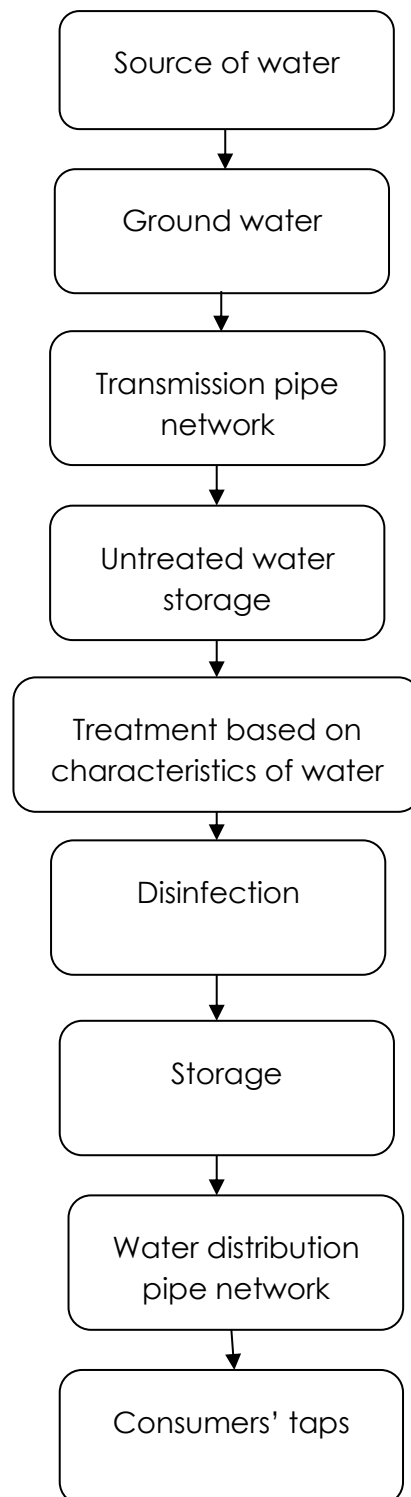 Source of water
Ground water
Transmission pipe
network
Untreated water
storage
Treatment based on
characteristics of water
Disinfection
Storage
Water distribution
pipe network
Consumers’ taps